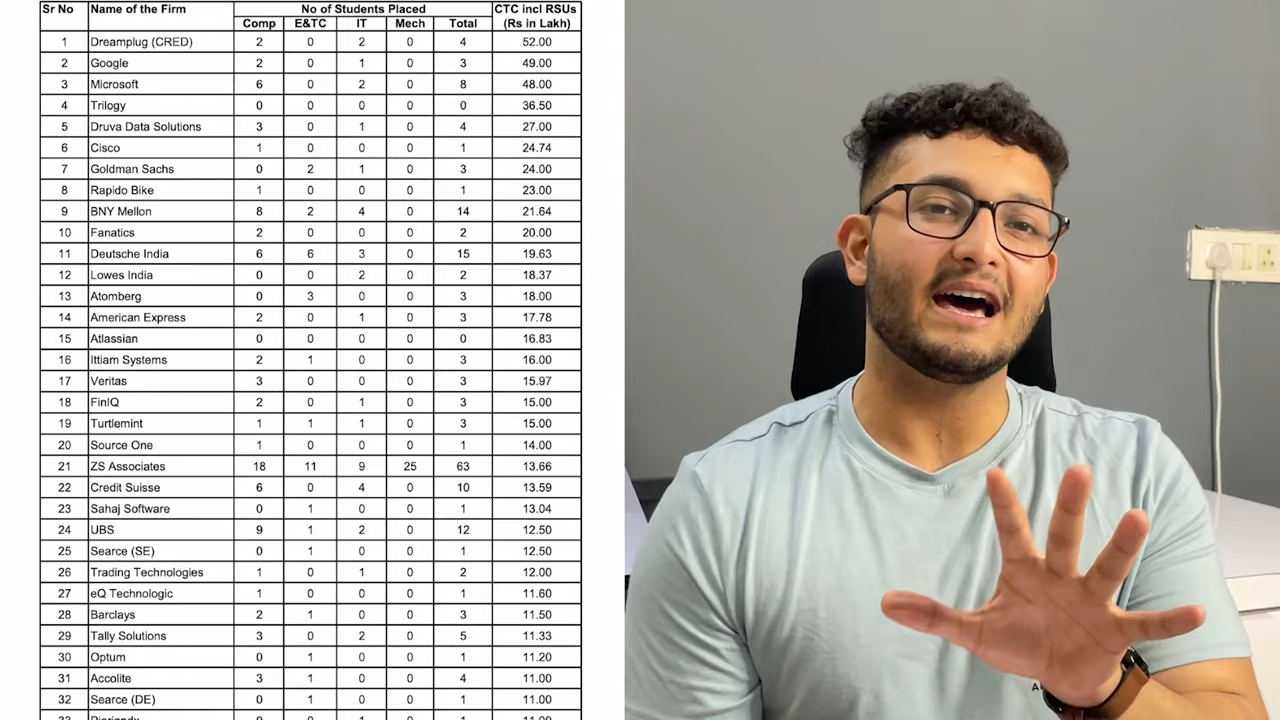 Sr No Name of the Firm No of Students Placed CTC incl RSUs
Comp E&TC IT Mech Total (Rs in Lakh)
1 Dreamplug (CRED) 2 0 2 0 4 52.00
2 Google 2 0 1 0 3 49.00
3 Microsoft 6 0 2 0 8 48.00
4 Trilogy 0 0 0 0 0 36.50
5 Druva Data Solutions 3 0 1 0 4 27.00
6 Cisco 1 0 0 0 1 24.74
7 Goldman Sachs 0 2 1 0 3 24.00
8 Rapido Bike 1 0 0 0 1 23.00
9 BNY Mellon 8 2 4 0 14 21.64
10 Fanatics 2 0 0 0 2 20.00
11 Deutsche India 6 6 3 0 15 19.63
12 Lowes India 0 0 2 0 2 18.37
13 Atomberg 0 3 0 0 3 18.00
14 American Express 2 0 1 0 3 17.78
15 Atlassian 0 0 0 0 0 16.83
16 Ittiam Systems 2 1 0 0 3 16.00
17 Veritas 3 0 0 0 3 15.97
18 FinIQ 2 0 1 0 3 15.00
19 Turtlemint 1 1 1 0 3 15.00
20 Source One 1 0 0 0 1 14.00
21 ZS Associates 18 11 9 25 63 13.66
22 Credit Suisse 6 0 4 0 10 13.59
23 Sahaj Software 0 1 0 0 1 13.04
24 UBS 9 1 2 0 12 12.50
25 Searce (SE) 0 1 0 0 1 12.50
26 Trading Technologies 1 0 1 0 2 12.00
27 eQ Technologic 1 0 0 0 1 11.60
28 Barclays 2 1 0 0 3 11.50
29 Tally Solutions 3 0 2 0 5 11.33
30 Optum 0 1 0 0 1 11.20
31 Accolite 3 1 0 0 4 11.00
32 Searce (DE) 0 1 0 0 1 11.00